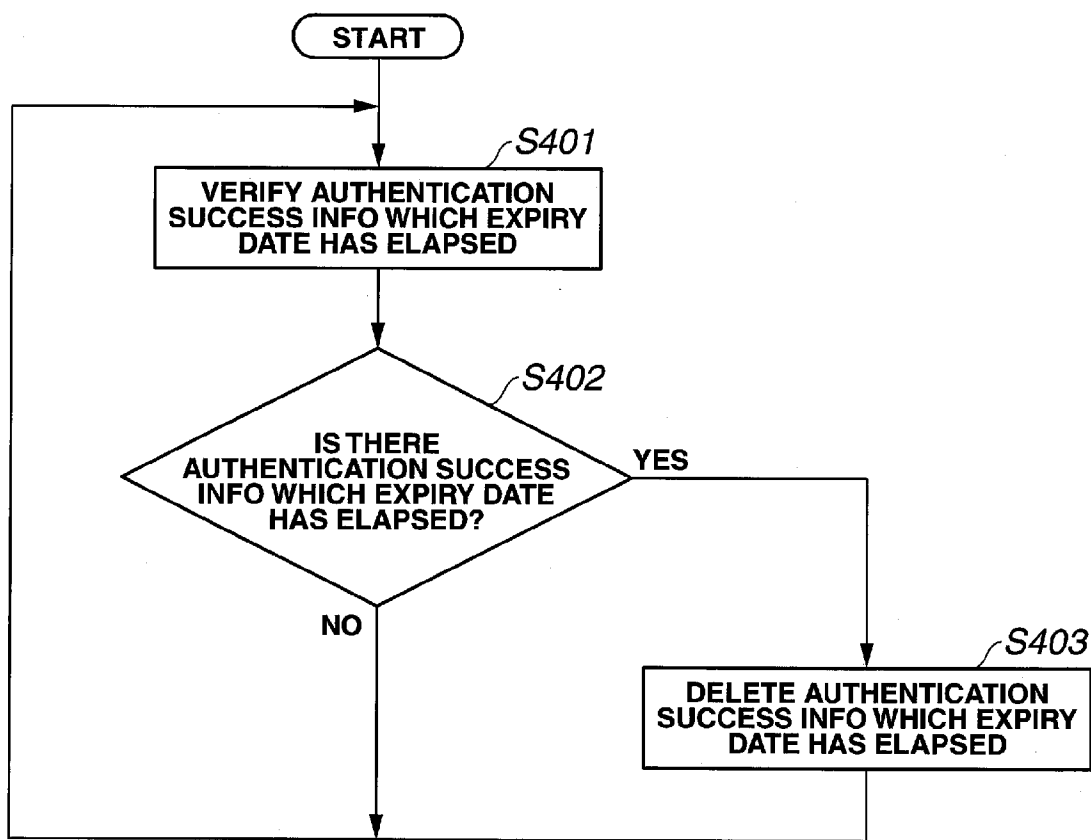 START
S401
VERIFY AUTHENTICATION
SUCCESS INFO WHICH EXPIRY
DATE HAS ELAPSED
S402
IS THERE
AUTHENTICATION SUCCESS
INFO WHICH EXPIRY DATE
HAS ELAPSED?
YES
NO
S403
DELETE AUTHENTICATION
SUCCESS INFO WHICH EXPIRY
DATE HAS ELAPSED